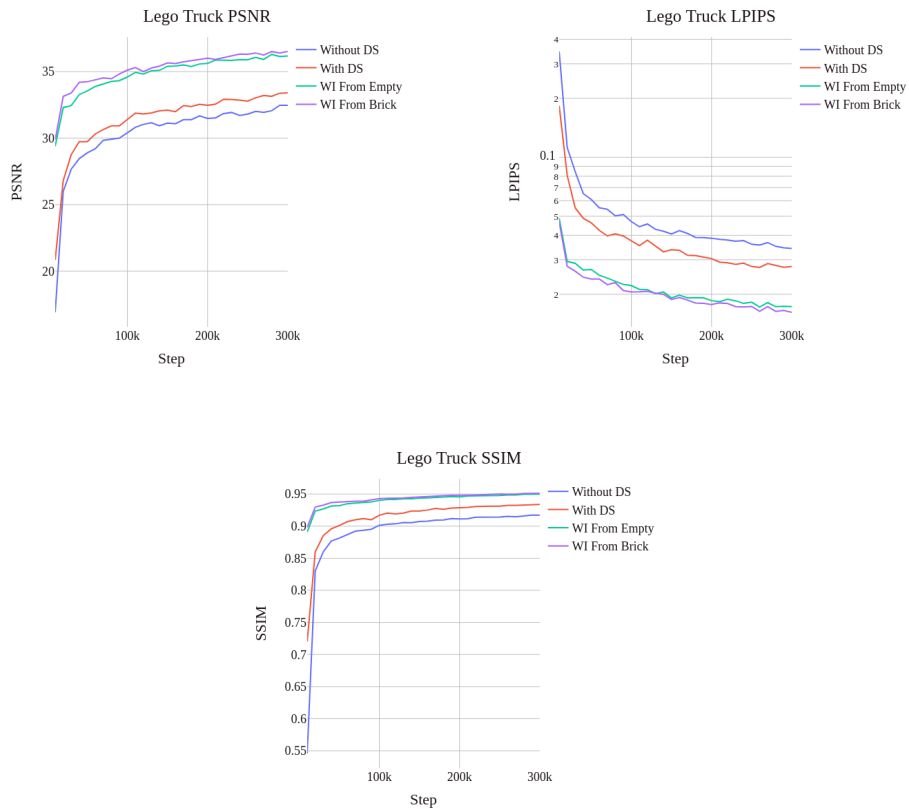 Lego Truck PSNR
35
30
25
20
PSNR
100k
200k
300k
Step
Without DS
With DS
WI From Empty
WI From Brick
Lego Truck LPIPS
4
3
2
0.1
9
8
7
6
5
4
3
2
LPIPS
100k
200k
300k
Step
Without DS
With DS
WI From Empty
WI From Brick
Lego Truck SSIM
0.95
0.9
0.85
0.8
0.75
0.7
0.65
0.6
0.55
SSIM
100k
200k
300k
Step
Without DS
With DS
WI From Empty
WI From Brick